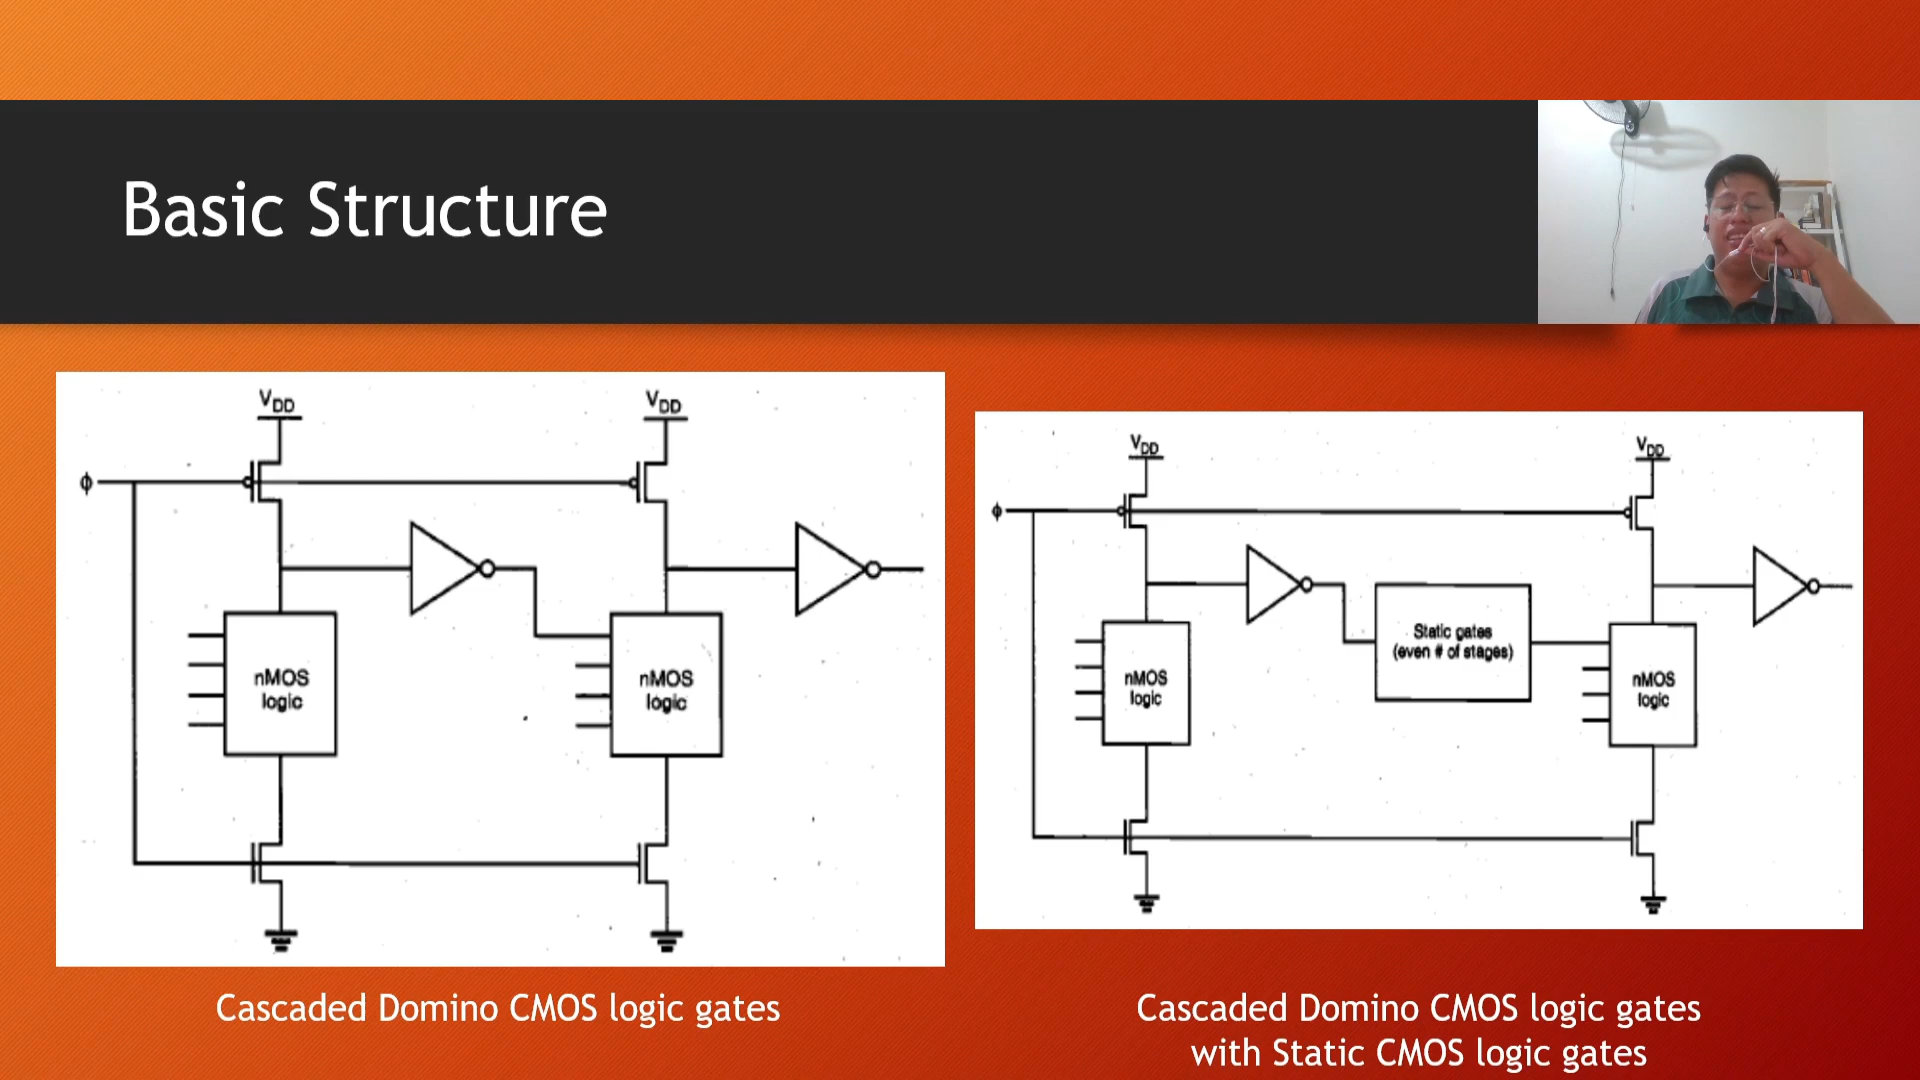 Basic Structure
VDD
VDD
ϕ
nMOS
logic
nMOS
logic
Cascaded Domino CMOS logic gates
VDD
VDD
ϕ
Static gates
(even # of stages)
nMOS
logic
nMOS
logic
Cascaded Domino CMOS logic gates
with Static CMOS logic gates